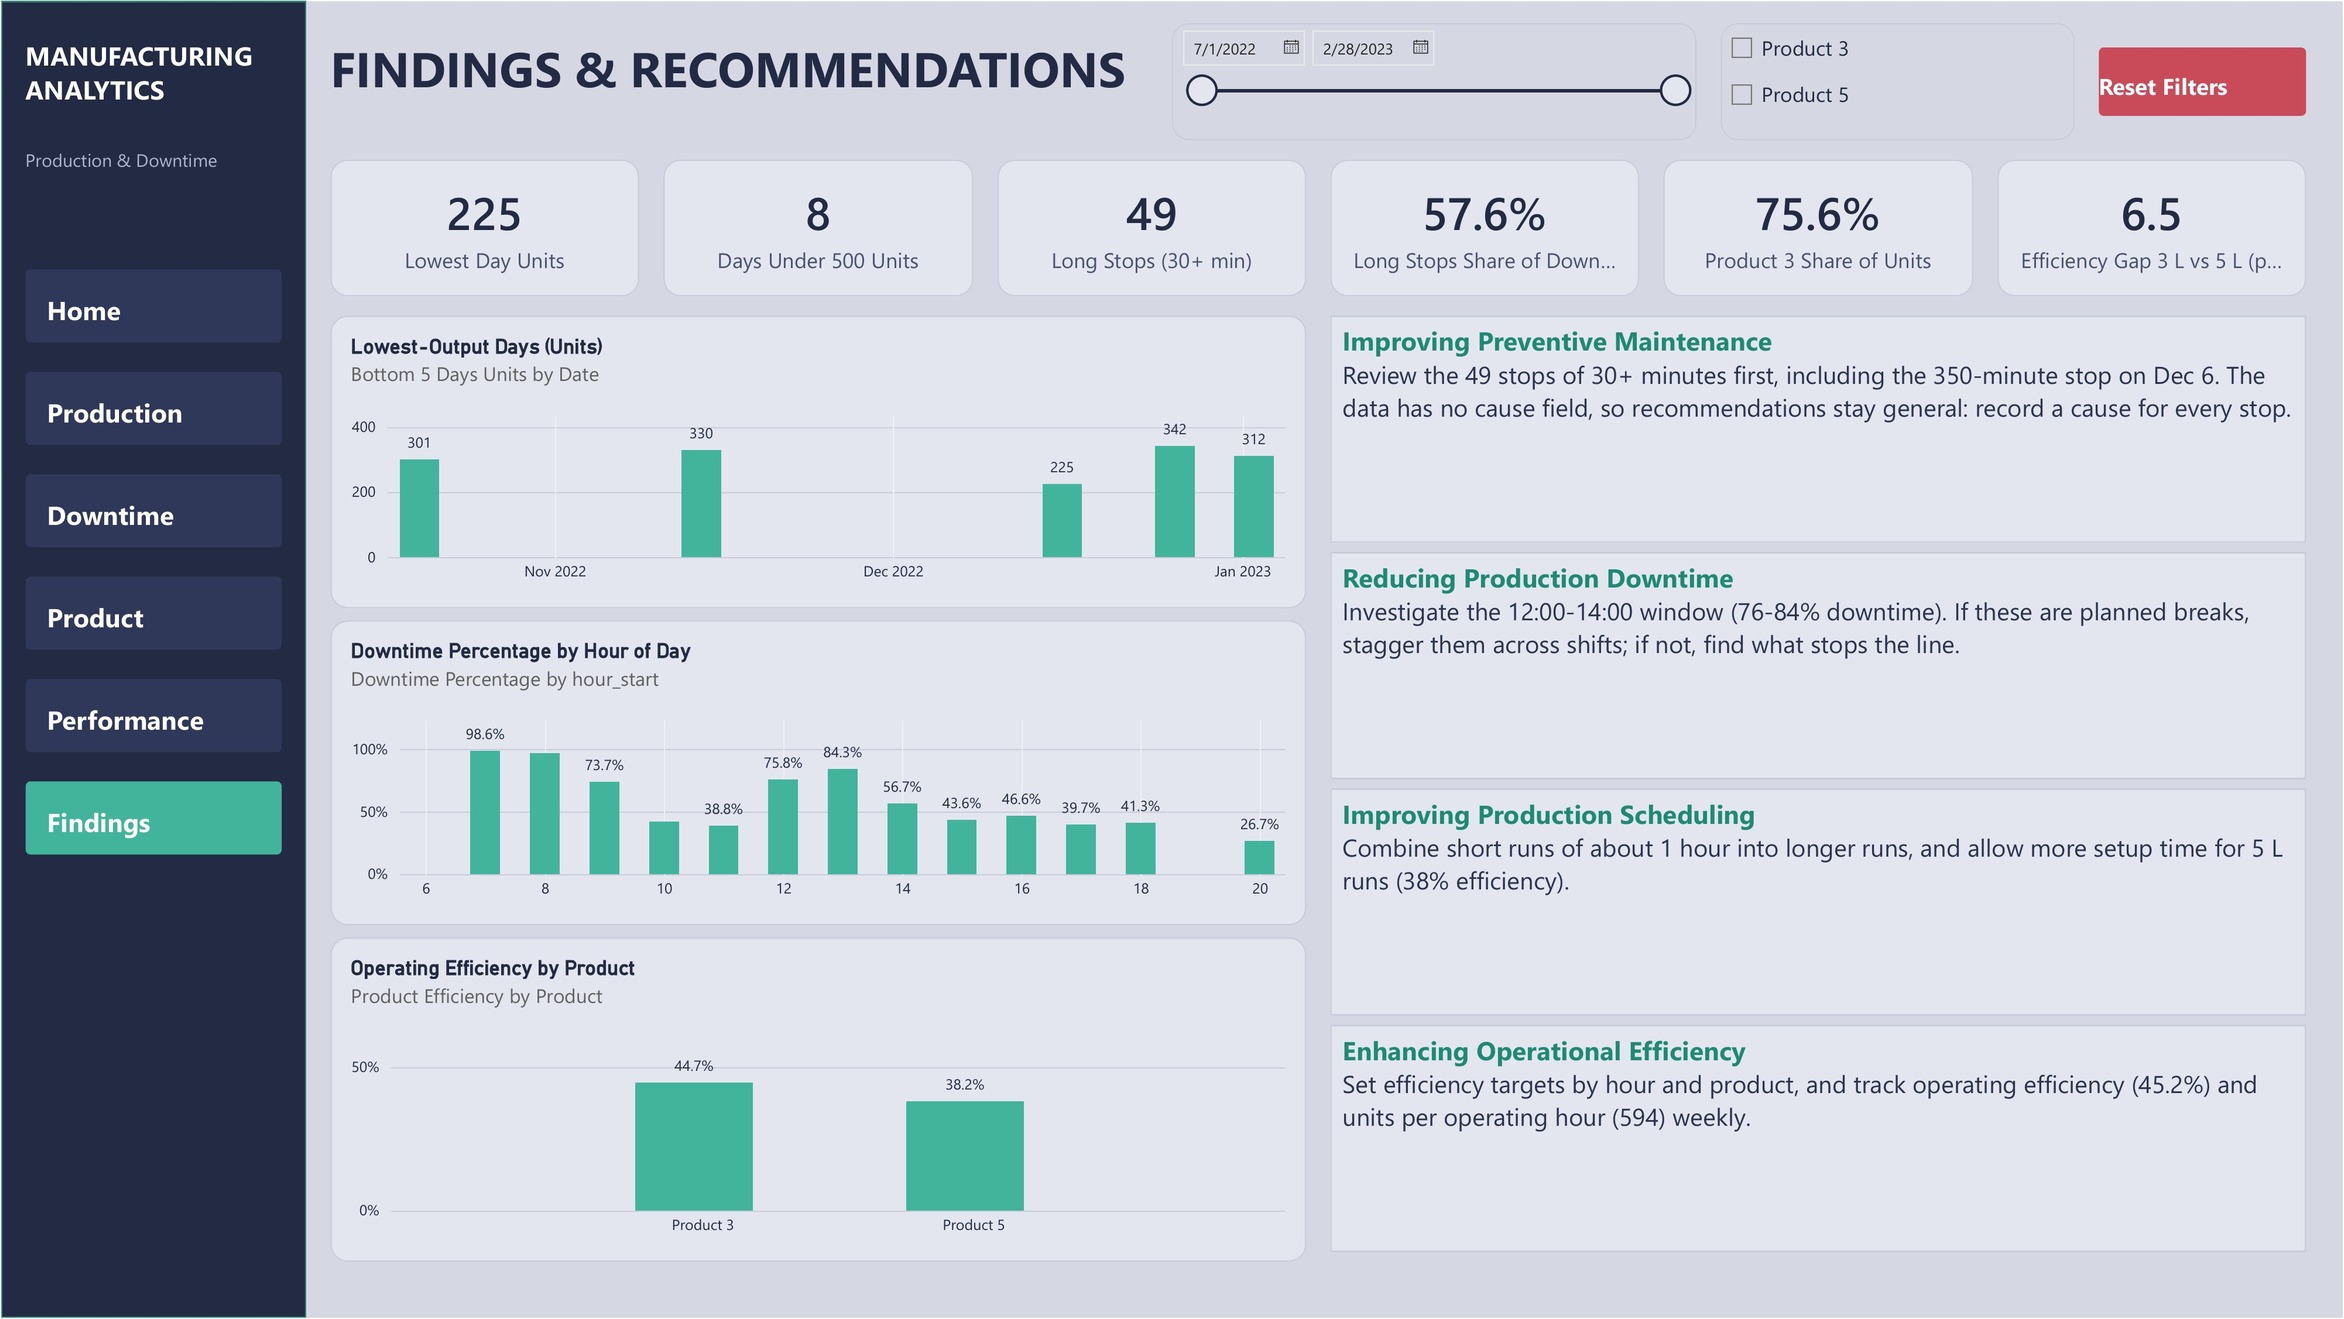 MANUFACTURING
ANALYTICS
Production & Downtime
Home
Production
Downtime
Product
Performance
Findings
FINDINGS & RECOMMENDATIONS
7/1/2022
2/28/2023
Product 3
Product 5
Reset Filters
225
Lowest Day Units
8
Days Under 500 Units
49
Long Stops (30+ min)
57.6%
Long Stops Share of Down...
75.6%
Product 3 Share of Units
6.5
Efficiency Gap 3 L vs 5 L (p...
Lowest-Output Days (Units)
Bottom 5 Days Units by Date
400
200
0
301
330
225
342
312
Nov 2022
Dec 2022
Jan 2023
Downtime Percentage by Hour of Day
Downtime Percentage by hour_start
100%
50%
0%
98.6%
73.7%
38.8%
75.8%
84.3%
56.7%
43.6%
46.6%
39.7%
41.3%
26.7%
6
8
10
12
14
16
18
20
Operating Efficiency by Product
Product Efficiency by Product
50%
0%
44.7%
38.2%
Product 3
Product 5
Improving Preventive Maintenance
Review the 49 stops of 30+ minutes first, including the 350-minute stop on Dec 6. The
data has no cause field, so recommendations stay general: record a cause for every stop.
Reducing Production Downtime
Investigate the 12:00-14:00 window (76-84% downtime). If these are planned breaks,
stagger them across shifts; if not, find what stops the line.
Improving Production Scheduling
Combine short runs of about 1 hour into longer runs, and allow more setup time for 5 L
runs (38% efficiency).
Enhancing Operational Efficiency
Set efficiency targets by hour and product, and track operating efficiency (45.2%) and
units per operating hour (594) weekly.